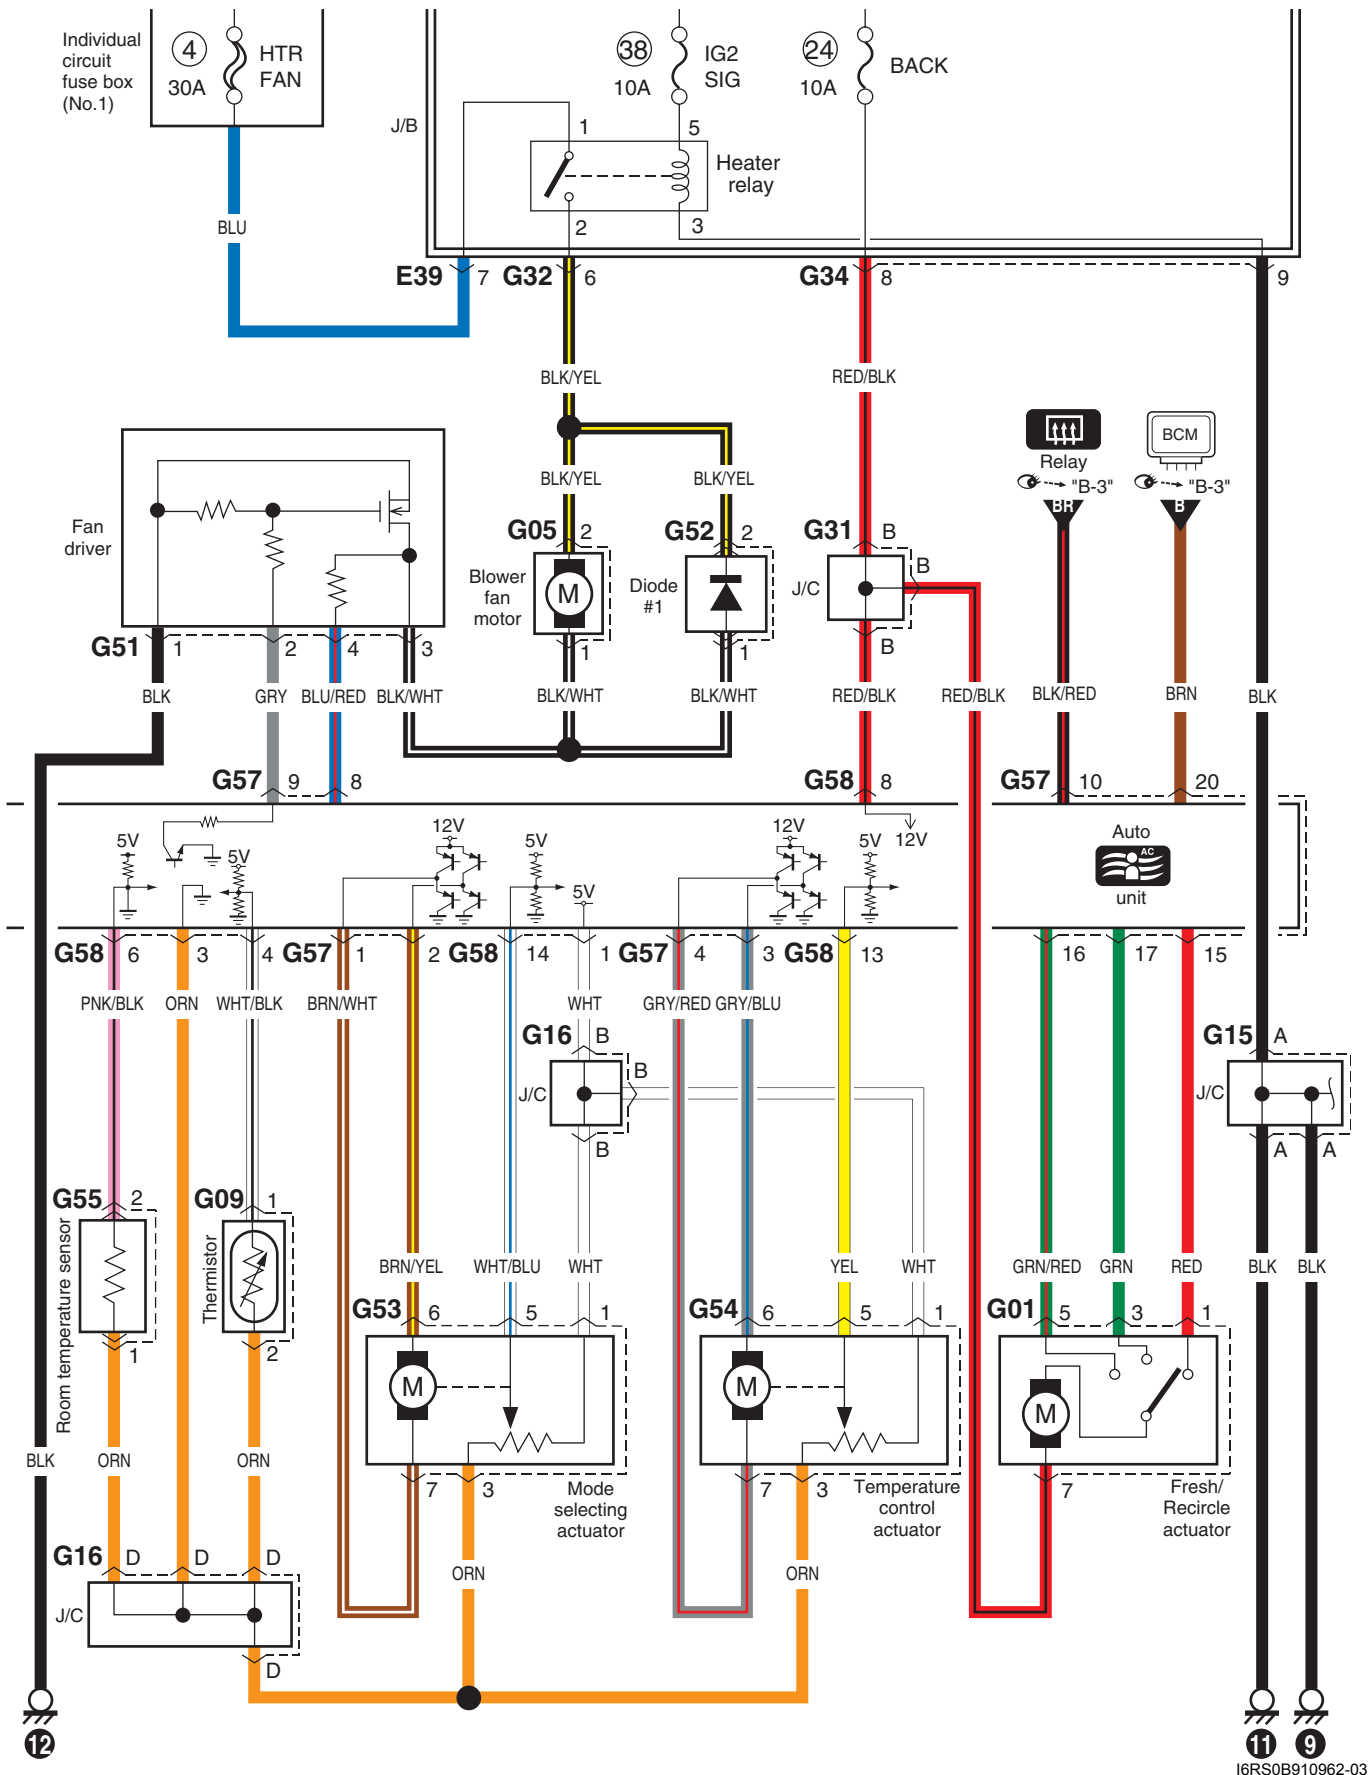 Individual
circuit
fuse box
(No.1)
4
30A
HTR
FAN
38
10A
IG2
SIG
24
10A
BACK
J/B
1
5
Heater
relay
2
3
BLU
E39
7
G32
6
G34
8
9
BLK/YEL
RED/BLK
Relay
"B-3"
BR
BCM
"B-3"
B
BLK/YEL
BLK/YEL
Fan
driver
G05
2
G52
2
G31
B
Blower
fan
motor
M
Diode
#1
J/C
B
G51
1
2
4
3
1
1
B
BLK
GRY
BLU/RED
BLK/WHT
BLK/WHT
BLK/WHT
RED/BLK
RED/BLK
BLK/RED
BRN
BLK
G57
9
8
G58
8
G57
10
20
5V
5V
12V
5V
5V
12V
5V
12V
Auto
AC
unit
G58
6
3
4
G57
1
2
G58
14
1
G57
4
3
G58
13
16
17
15
PNK/BLK
ORN
WHT/BLK
BRN/WHT
WHT
GRY/RED
GRY/BLU
G16
B
B
J/C
B
G15
A
J/C
A
A
G55
2
G09
1
Room temperature sensor
Thermistor
1
2
BRN/YEL
WHT/BLU
WHT
YEL
WHT
GRN/RED
GRN
RED
BLK
BLK
G53
6
5
1
G54
6
5
1
G01
5
3
1
M
M
M
7
3
Mode
selecting
actuator
7
3
Temperature
control
actuator
7
Fresh/
Recircle
actuator
BLK
ORN
ORN
G16
D
D
D
J/C
D
ORN
ORN
12
11
9
I6RS0B910962-03